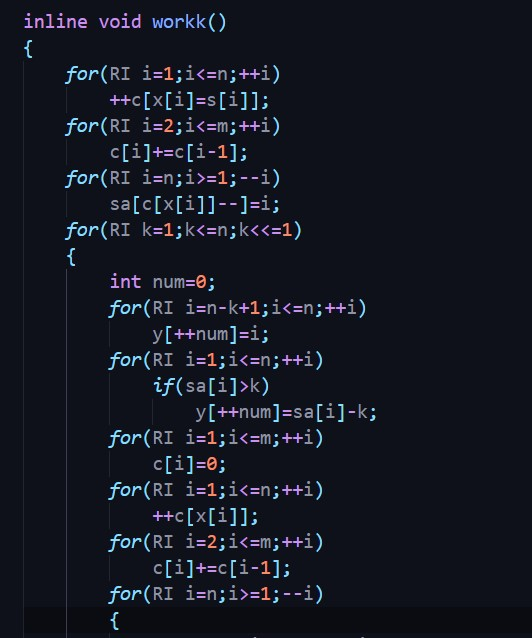 inline void workk()
{
for(RI i=1;i<=n;++i)
++c[x[i]=s[i]];
for(RI i=2;i<=m;++i)
c[i]+=c[i-1];
for(RI i=n;i>=1;--i)
sa[c[x[i]]--]=i;
for(RI k=1;k<=n;k<<=1)
{
int num=0;
for(RI i=n-k+1;i<=n;++i)
y[++num]=i;
for(RI i=1;i<=n;++i)
if(sa[i]>k)
y[++num]=sa[i]-k;
for(RI i=1;i<=m;++i)
c[i]=0;
for(RI i=1;i<=n;++i)
++c[x[i]];
for(RI i=2;i<=m;++i)
c[i]+=c[i-1];
for(RI i=n;i>=1;--i)
{